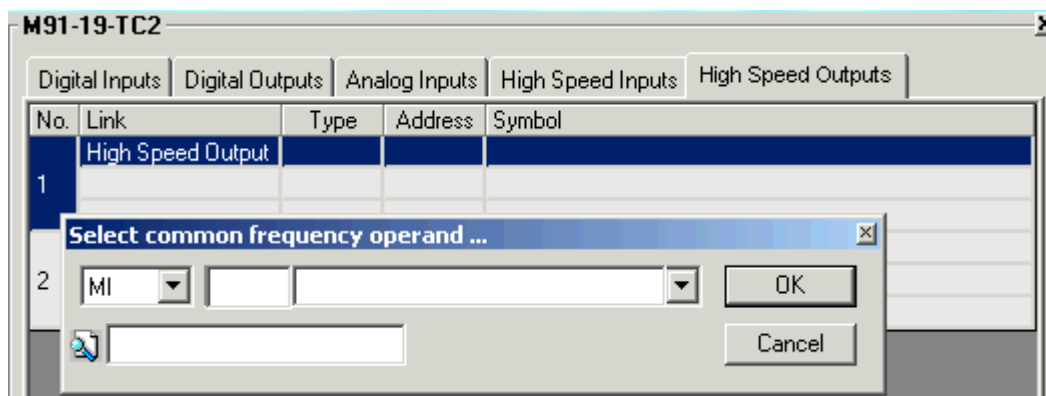 M91-19-TC2
Digital Inputs Digital Outputs Analog Inputs High Speed Inputs High Speed Outputs
No. Link Type Address Symbol
High Speed Output
1
Select common frequency operand ...
2
MI OK
Cancel